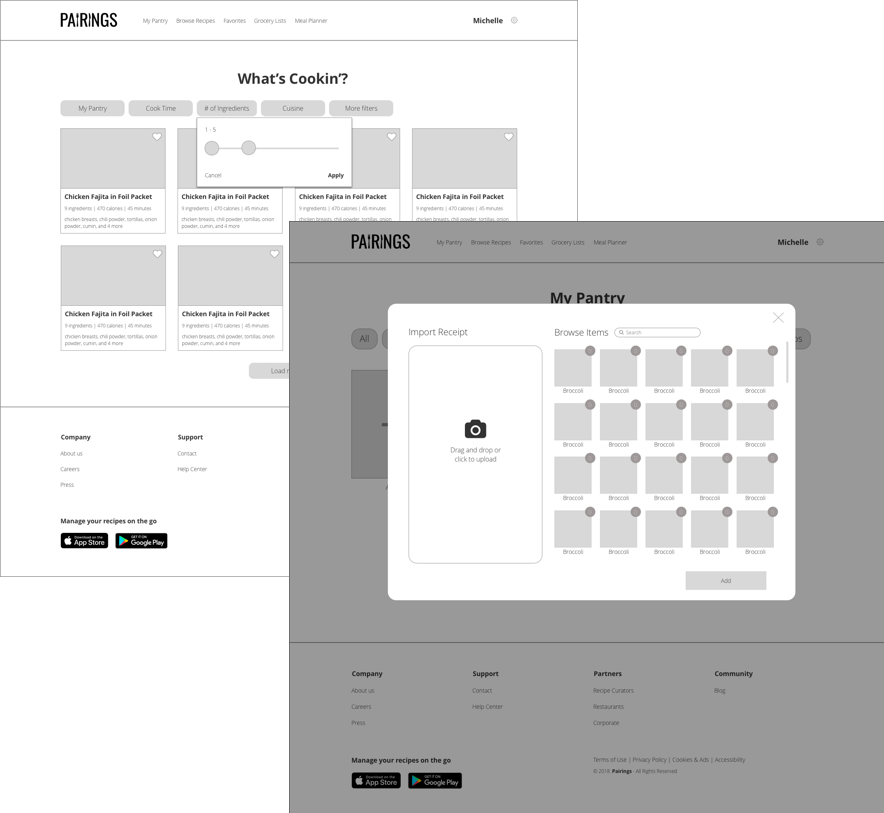 PAIRINGS
My Pantry Browse Recipes Favorites Grocery Lists Meal Planner
Michelle
What's Cookin'?
My Pantry Cook Time # of Ingredients Cuisine More filters
1 - 5
Cancel Apply
Chicken Fajita in Foil Packet
9 ingredients | 470 calories | 45 minutes
chicken breasts, chili powder, tortillas, onion
powder, cumin, and 4 more
Chicken Fajita in Foil Packet
9 ingredients | 470 calories | 45 minutes
chicken breasts, chili powder, tortillas, onion
powder, cumin, and 4 more
Chicken Fajita in Foil Packet
9 ingredients | 470 calories | 45 minutes
chicken breasts, chili powder, tortillas, onion
Chicken Fajita in Foil Packet
9 ingredients | 470 calories | 45 minutes
chicken breasts, chili powder, tortillas, onion
Chicken Fajita in Foil Packet
9 ingredients | 470 calories | 45 minutes
chicken breasts, chili powder, tortillas, onion
powder, cumin, and 4 more
Chicken Fajita in Foil Packet
9 ingredients | 470 calories | 45 minutes
chicken breasts, chili powder, tortillas, onion
powder, cumin, and 4 more
Load
Company Support
About us Contact
Careers Help Center
Press
Manage your recipes on the go
Download on the
App Store
GET IT ON
Google Play
PAIRINGS
My Pantry Browse Recipes Favorites Grocery Lists Meal Planner
Michelle
My Pantry
All
Import Receipt
Drag and drop or
click to upload
Browse Items
Search
Broccoli Broccoli Broccoli Broccoli Broccoli
Broccoli Broccoli Broccoli Broccoli Broccoli
Broccoli Broccoli Broccoli Broccoli Broccoli
Broccoli Broccoli Broccoli Broccoli Broccoli
Add
Company Support Partners Community
About us Contact Recipe Curators Blog
Careers Help Center Restaurants
Press Corporate
Manage your recipes on the go
Download on the
App Store
GET IT ON
Google Play
Terms of Use | Privacy Policy | Cookies & Ads | Accessibility
© 2018 Pairings . All Rights Reserved